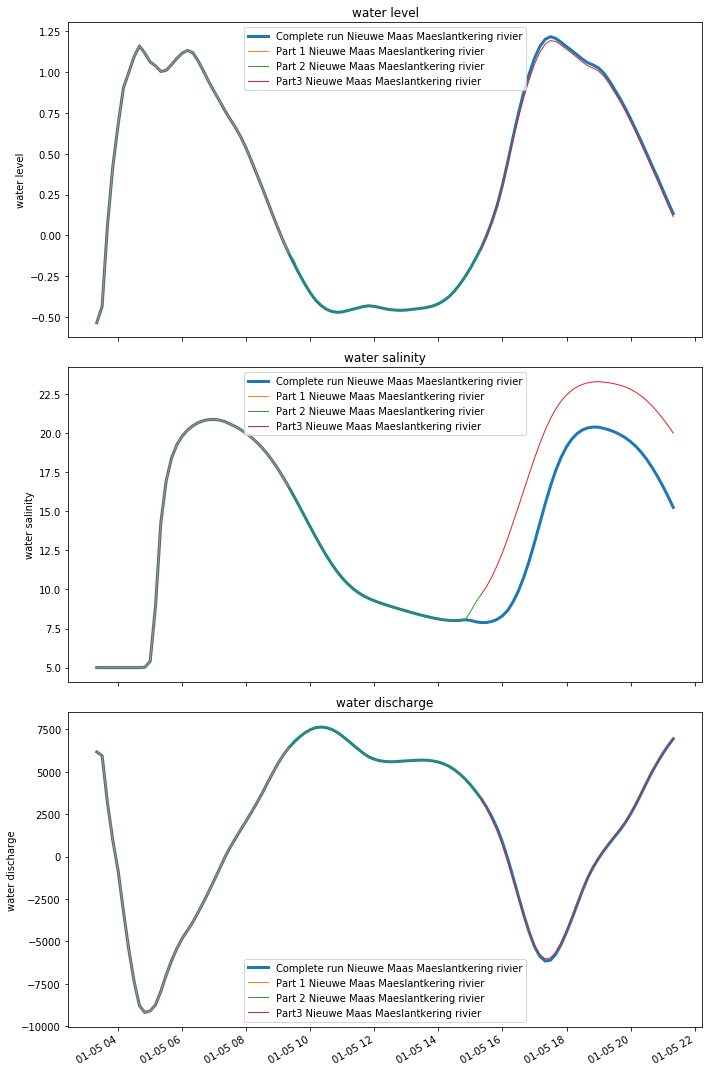 water level
Complete run Nieuwe Maas Maeslantkering rivier
Part 1 Nieuwe Maas Maeslantkering rivier
Part 2 Nieuwe Maas Maeslantkering rivier
Part3 Nieuwe Maas Maeslantkering rivier
1.25
1.00
0.75
0.50
0.25
0.00
−0.25
−0.50
water level
water salinity
Complete run Nieuwe Maas Maeslantkering rivier
Part 1 Nieuwe Maas Maeslantkering rivier
Part 2 Nieuwe Maas Maeslantkering rivier
Part3 Nieuwe Maas Maeslantkering rivier
22.5
20.0
17.5
15.0
12.5
10.0
7.5
5.0
water salinity
water discharge
7500
5000
2500
0
−2500
−5000
−7500
−10000
water discharge
Complete run Nieuwe Maas Maeslantkering rivier
Part 1 Nieuwe Maas Maeslantkering rivier
Part 2 Nieuwe Maas Maeslantkering rivier
Part3 Nieuwe Maas Maeslantkering rivier
01-05 04
01-05 06
01-05 08
01-05 10
01-05 12
01-05 14
01-05 16
01-05 18
01-05 20
01-05 22